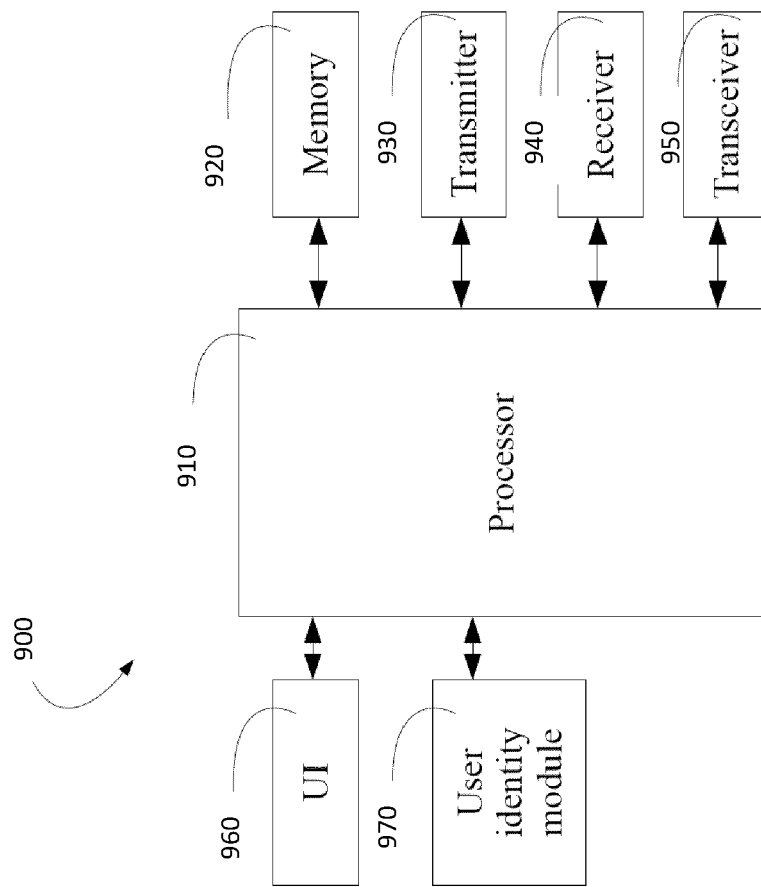 900
910
920
Memory
930
Transmitter
940
Receiver
950
Transceiver
Processor
960
UI
970
User
identity
module